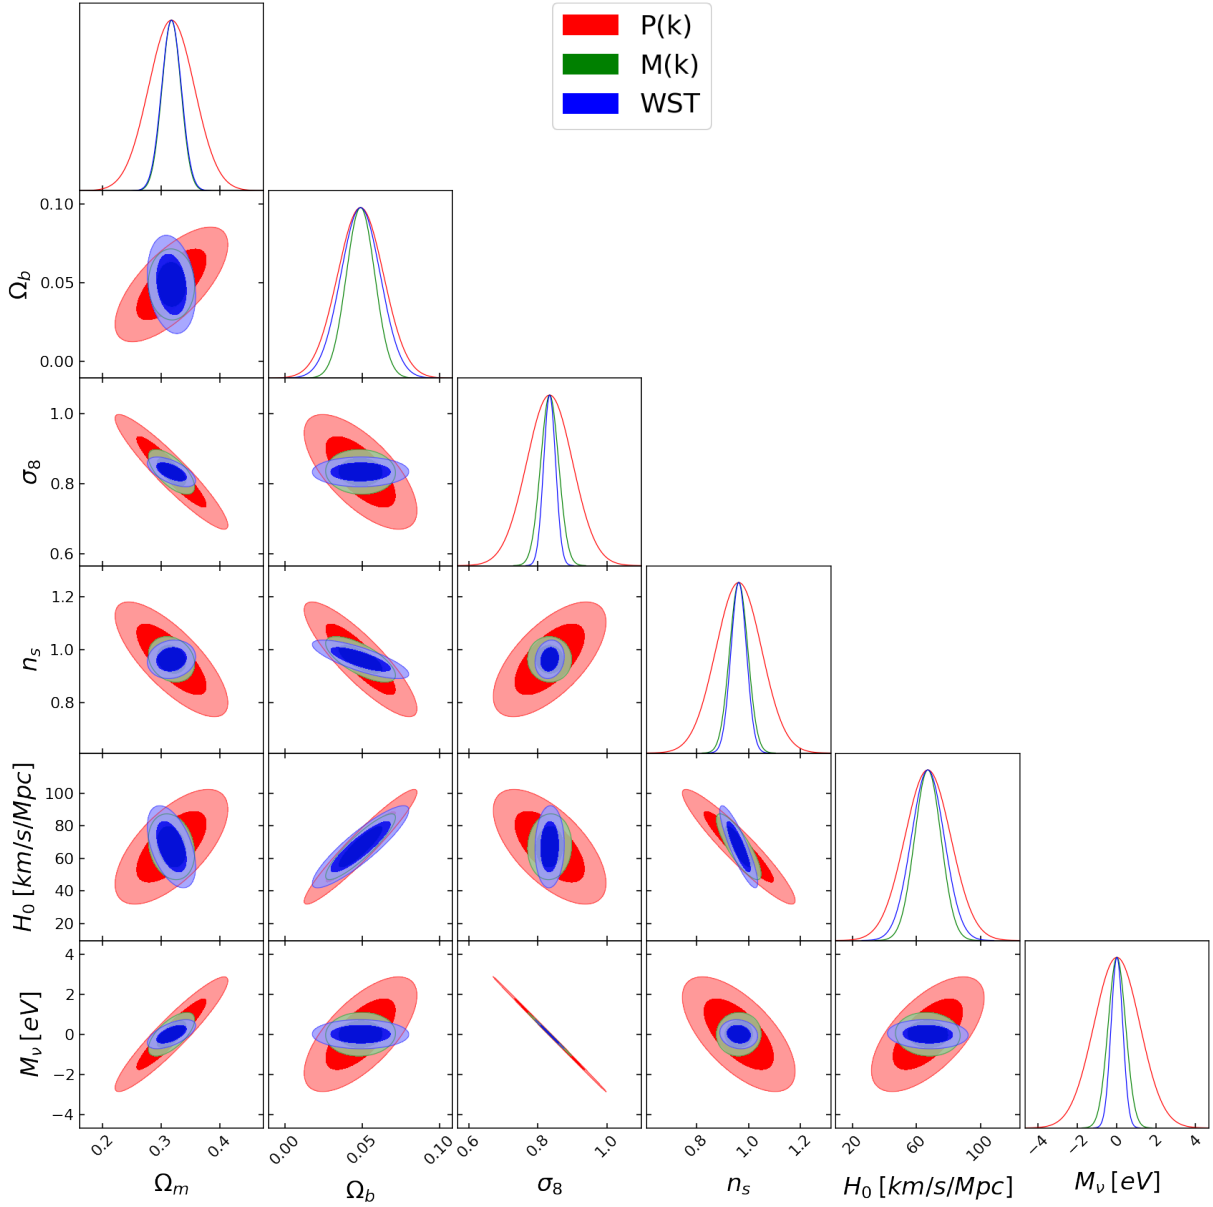 P(k)
M(k)
WST
0.10
0.05
0.00
Ω_b
1.0
0.8
0.6
σ_8
1.2
1.0
0.8
n_s
100
80
60
40
20
H_0 [km/s/Mpc]
4
2
0
−2
−4
M_ν [eV]
0.2 0.3 0.4
0.00 0.05 0.10
0.6 0.8 1.0
0.8 1.0 1.2
20 60 100
−4 −2 0 2 4
Ω_m
Ω_b
σ_8
n_s
H_0 [km/s/Mpc]
M_ν [eV]